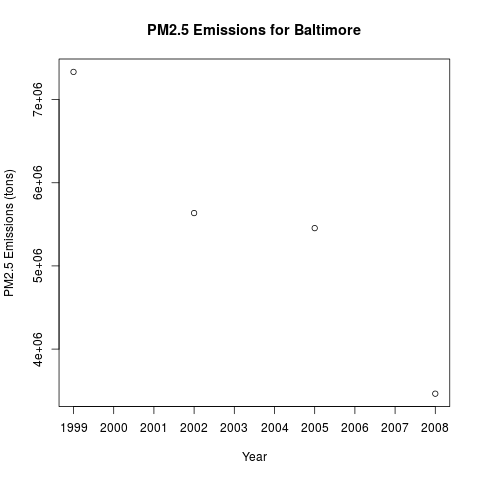 PM2.5 Emissions for Baltimore
PM2.5 Emissions (tons)
7e+06
6e+06
5e+06
4e+06
1999 2000 2001 2002 2003 2004 2005 2006 2007 2008
Year